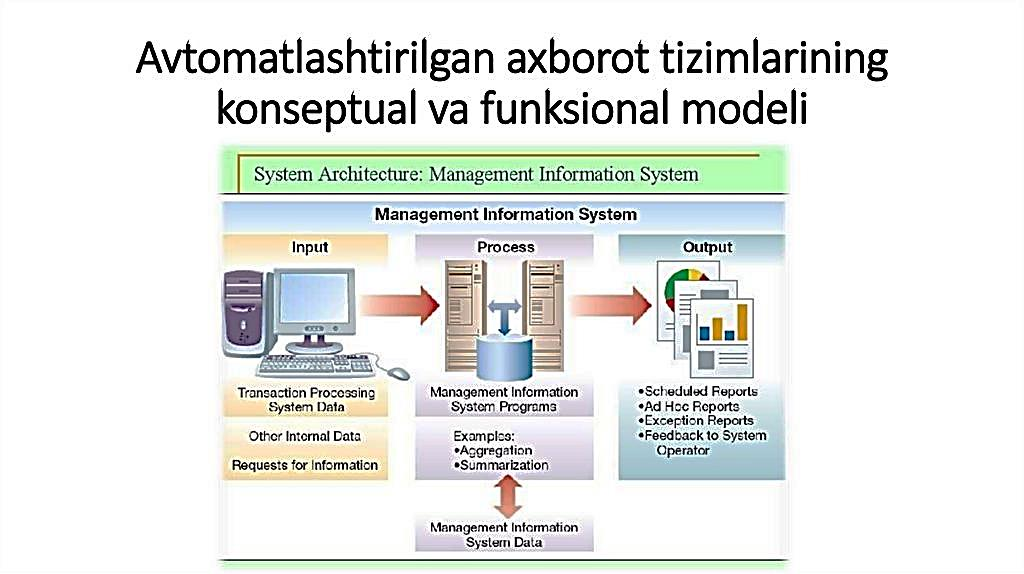 Avtomatlashtirilgan axborot tizimlarining
konseptual va funksional modeli
System Architecture: Management Information System
Management Information System
Input
Process
Output
Transaction Processing
System Data
Other Internal Data
Requests for Information
Management Information
System Programs
Examples:
•Aggregation
•Summarization
Management Information
System Data
•Scheduled Reports
•Ad Hoc Reports
•Exception Reports
•Feedback to System
Operator